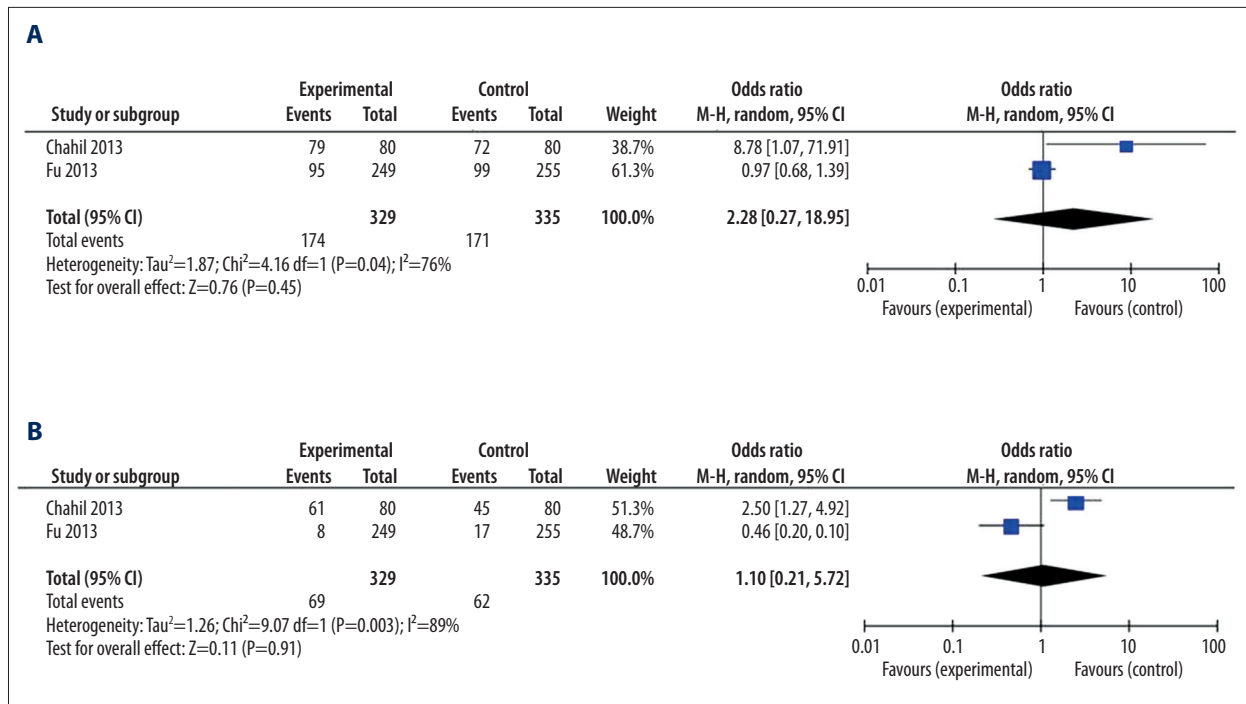 A
Experimental Control Odds ratio Odds ratio
Study or subgroup Events Total Events Total Weight M-H, random, 95% CI M-H, random, 95% CI
Chahil 2013 79 80 72 80 38.7% 8.78 [1.07, 71.91]
Fu 2013 95 249 99 255 61.3% 0.97 [0.68, 1.39]
Total (95% CI) 329 335 100.0% 2.28 [0.27, 18.95]
Total events 174 171
Heterogeneity: Tau²=1.87; Chi²=4.16 df=1 (P=0.04); I²=76%
Test for overall effect: Z=0.76 (P=0.45)
0.01 0.1 1 10 100
Favours (experimental) Favours (control)
B
Experimental Control Odds ratio Odds ratio
Study or subgroup Events Total Events Total Weight M-H, random, 95% CI M-H, random, 95% CI
Chahil 2013 61 80 45 80 51.3% 2.50 [1.27, 4.92]
Fu 2013 8 249 17 255 48.7% 0.46 [0.20, 0.10]
Total (95% CI) 329 335 100.0% 1.10 [0.21, 5.72]
Total events 69 62
Heterogeneity: Tau²=1.26; Chi²=9.07 df=1 (P=0.003); I²=89%
Test for overall effect: Z=0.11 (P=0.91)
0.01 0.1 1 10 100
Favours (experimental) Favours (control)